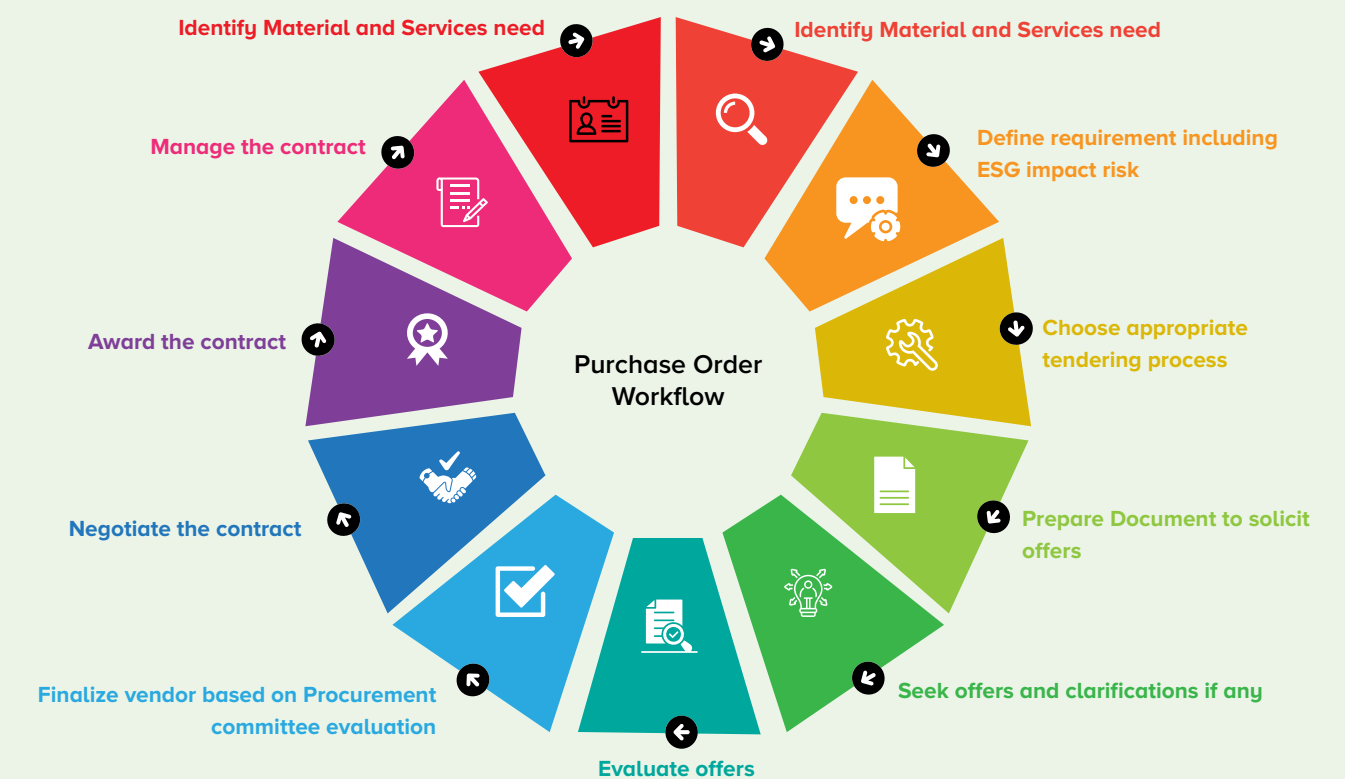 Identify Material and Services need
Identify Material and Services need
Define requirement including
ESG impact risk
Choose appropriate
tendering process
Prepare Document to solicit
offers
Seek offers and clarifications if any
Evaluate offers
Finalize vendor based on Procurement
committee evaluation
Negotiate the contract
Award the contract
Manage the contract
Purchase Order
Workflow